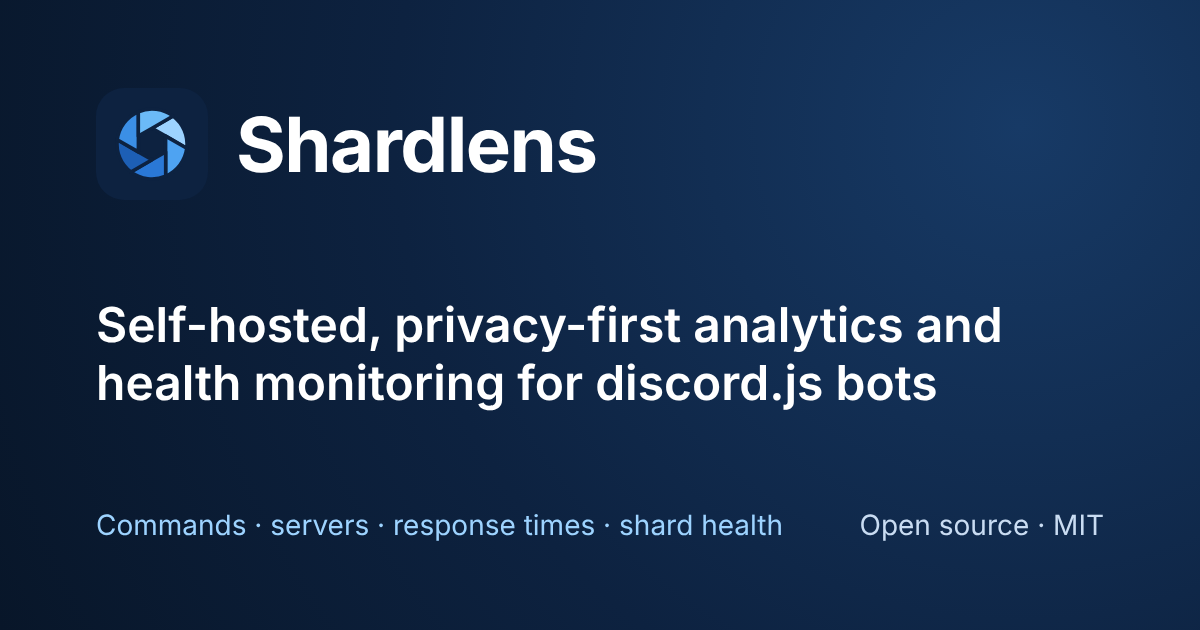 Shardlens
Self-hosted, privacy-first analytics and
health monitoring for discord.js bots
Commands · servers · response times · shard health
Open source · MIT